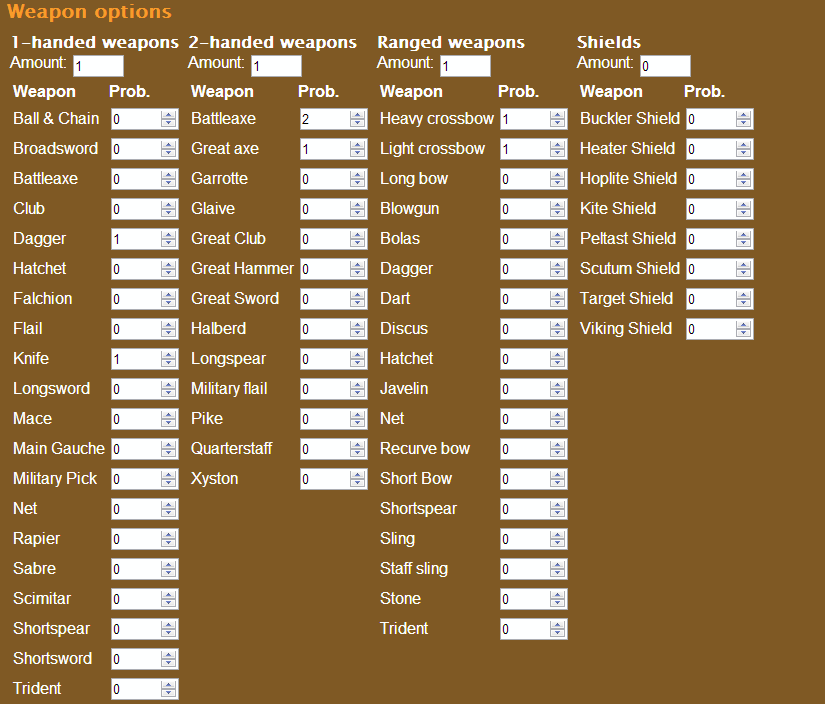 Weapon options
1-handed weapons 2-handed weapons Ranged weapons Shields
Amount: 1 Amount: 1 Amount: 1 Amount: 0
Weapon Prob. Weapon Prob. Weapon Prob. Weapon Prob.
Ball & Chain 0 Battleaxe 2 Heavy crossbow 1 Buckler Shield 0
Broadsword 0 Great axe 1 Light crossbow 1 Heater Shield 0
Battleaxe 0 Garrotte 0 Long bow 0 Hoplite Shield 0
Club 0 Glaive 0 Blowgun 0 Kite Shield 0
Dagger 1 Great Club 0 Bolas 0 Peltast Shield 0
Hatchet 0 Great Hammer 0 Dagger 0 Scutum Shield 0
Falchion 0 Great Sword 0 Dart 0 Target Shield 0
Flail 0 Halberd 0 Discus 0 Viking Shield 0
Knife 1 Longspear 0 Hatchet 0
Longsword 0 Military flail 0 Javelin 0
Mace 0 Pike 0 Net 0
Main Gauche 0 Quarterstaff 0 Recurve bow 0
Military Pick 0 Xyston 0 Short Bow 0
Net 0 Shortspear 0
Rapier 0 Sling 0
Sabre 0 Staff sling 0
Scimitar 0 Stone 0
Shortspear 0 Trident 0
Shortsword 0
Trident 0